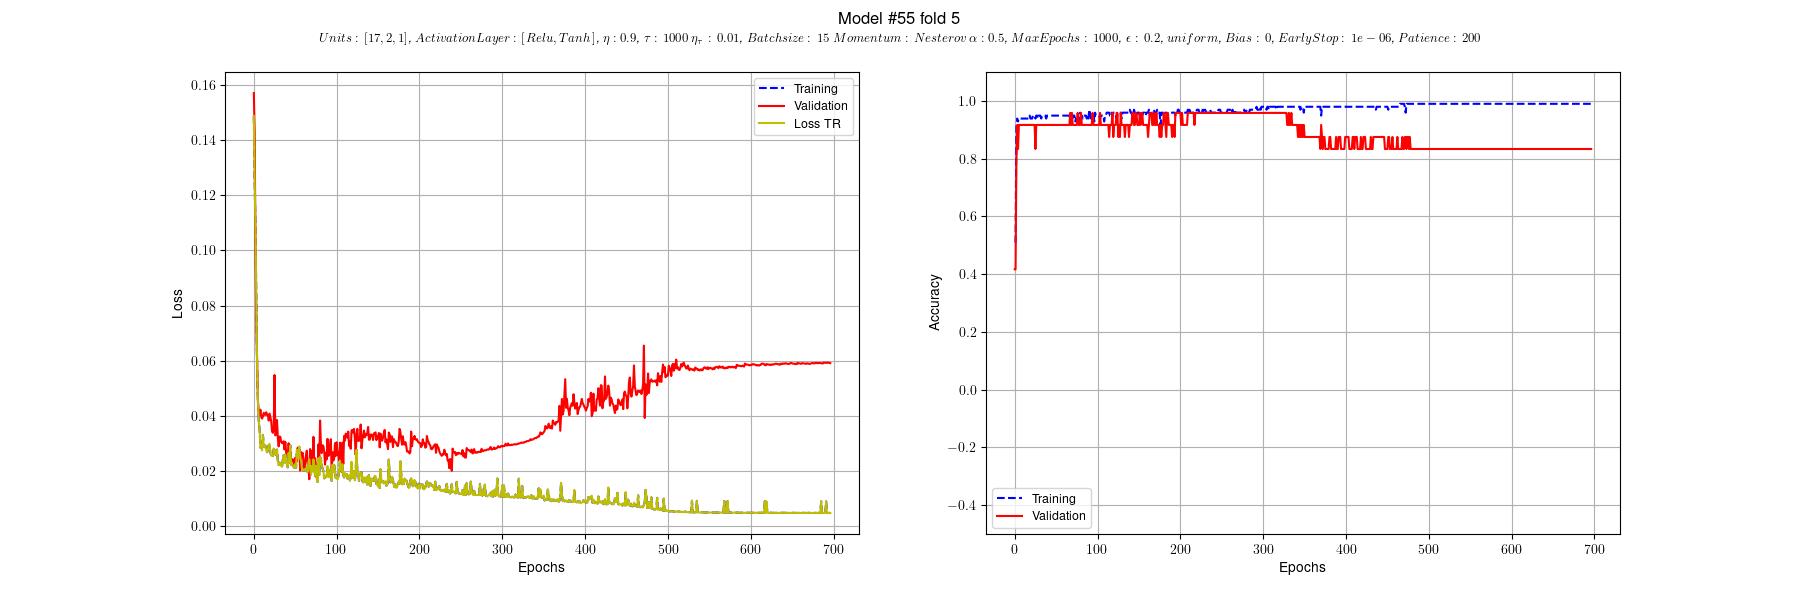 Model #55 fold 5
Units : [17, 2, 1], ActivationLayer : [Relu, Tanh], η : 0.9, τ : 1000 ητ : 0.01, Batchsize : 15 Momentum : Nesterov α : 0.5, MaxEpochs : 1000, ϵ : 0.2, uniform, Bias : 0, EarlyStop : 1e − 06, Patience : 200
0.16
0.14
0.12
0.10
0.08
0.06
0.04
0.02
0.00
Loss
Training
Validation
Loss TR
0 100 200 300 400 500 600 700
Epochs
1.0
0.8
0.6
0.4
0.2
0.0
−0.2
−0.4
Accuracy
Training
Validation
0 100 200 300 400 500 600 700
Epochs